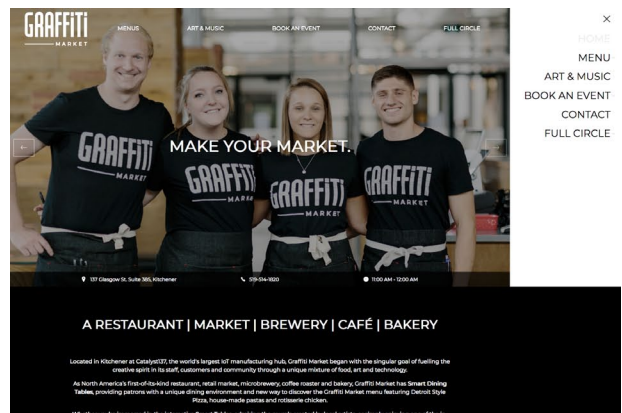 GRAFFITI
MARKET
MENUS
ART & MUSIC
BOOK AN EVENT
CONTACT
FULL CIRCLE
HOME
MENU
ART & MUSIC
BOOK AN EVENT
CONTACT
FULL CIRCLE
GRAFFITI
MARKET
GRAFFITI
MARKET
GRAFFITI
MARKET
GRAFFITI
MARKET
MAKE YOUR MARKET.
137 Glasgow St. Suite 385, Kitchener
519-514-1820
11:00 AM - 12:00 AM
A RESTAURANT | MARKET | BREWERY | CAFÉ | BAKERY
Located in Kitchener at Catalyst137, the world's largest IoT manufacturing hub, Graffiti Market began with the singular goal of fuelling the
creative spirit in its staff, customers and community through a unique mixture of food, art and technology.
As North America's first-of-its-kind restaurant, retail market, microbrewery, coffee roaster and bakery, Graffiti Market has Smart Dining
Tables, providing patrons with a unique dining environment and new way to discover the Graffiti Market menu featuring Detroit Style
Pizza, house-made pastas and rotisserie chicken.